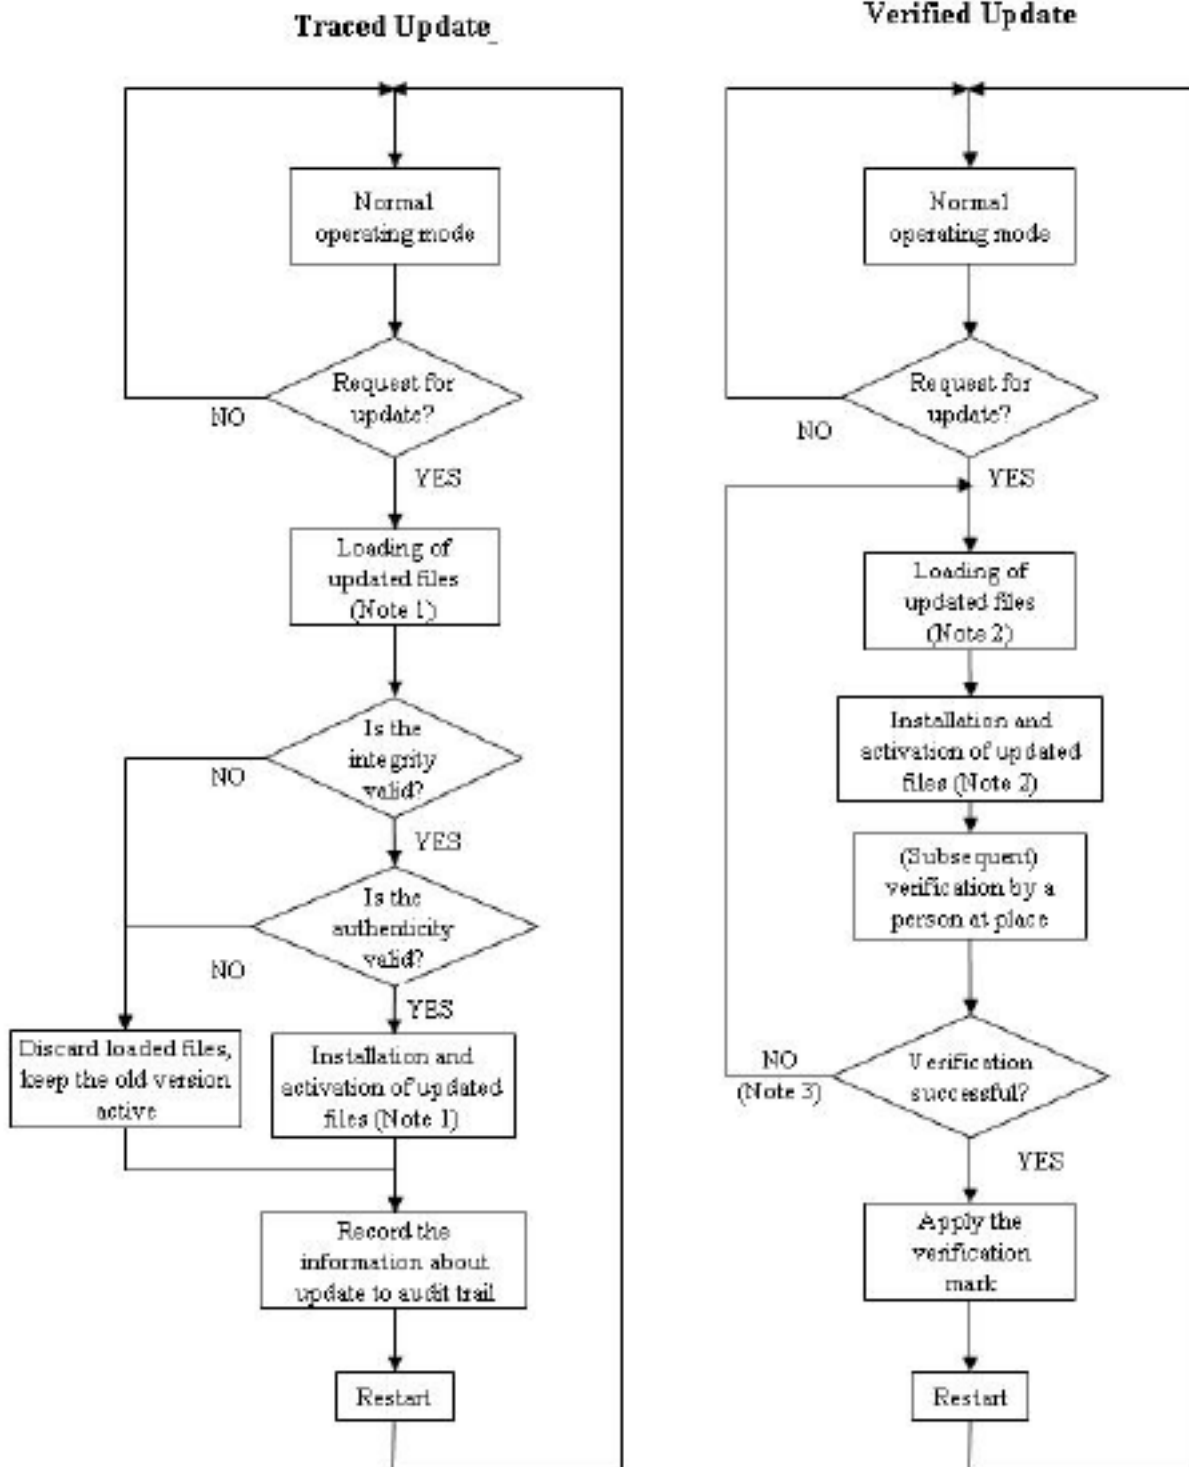 Traced Update
Normal
operating mode
Request for
update?
NO
YES
Loading of
updated files
(Note 1)
Is the
integrity
valid?
NO
YES
Is the
authenticity
valid?
NO
YES
Discard loaded files,
keep the old version
active
Installation and
activation of updated
files (Note 1)
Record the
information about
update to audit trail
Restart
Verified Update
Normal
operating mode
Request for
update?
NO
YES
Loading of
updated files
(Note 2)
Installation and
activation of updated
files (Note 2)
(Subsequent)
verification by a
person at place
Verification
successful?
NO
(Note 3)
YES
Apply the
verification
mark
Restart